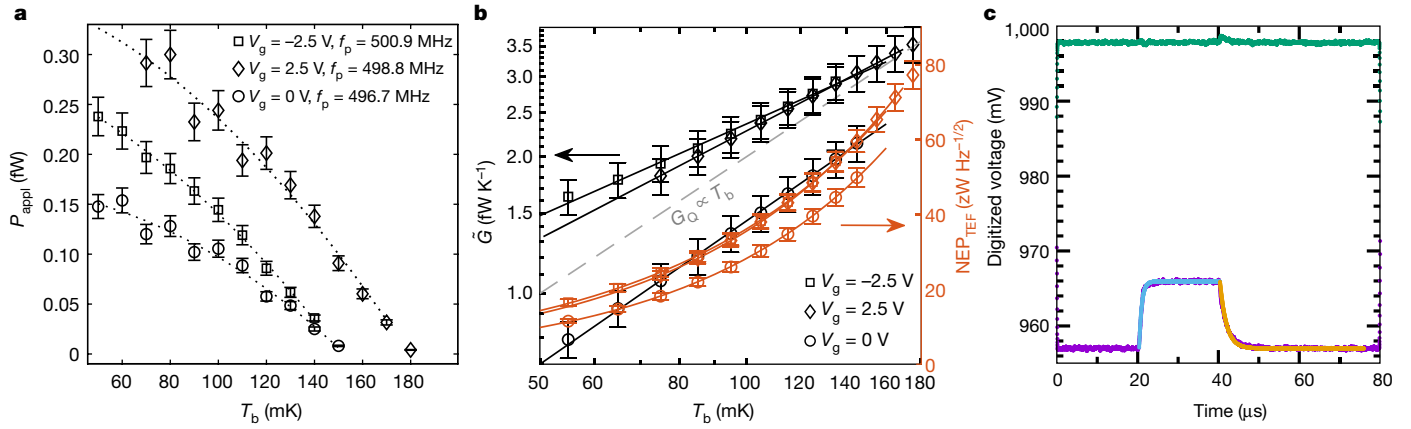 a
0.30
0.25
0.20
0.15
0.10
0.05
0
P_appl (fW)
V_g = –2.5 V, f_p = 500.9 MHz
V_g = 2.5 V, f_p = 498.8 MHz
V_g = 0 V, f_p = 496.7 MHz
60 80 100 120 140 160 180
T_b (mK)
b
3.5
3.0
2.5
2.0
1.5
1.0
G̃ (fW K⁻¹)
G_Q ∝ T_b
V_g = –2.5 V
V_g = 2.5 V
V_g = 0 V
80
60
40
20
0
NEP_TEF (zW Hz^-1/2)
50 60 80 100 120 140 160 180
T_b (mK)
c
1,000
990
980
970
960
Digitized voltage (mV)
0 20 40 60 80
Time (μs)